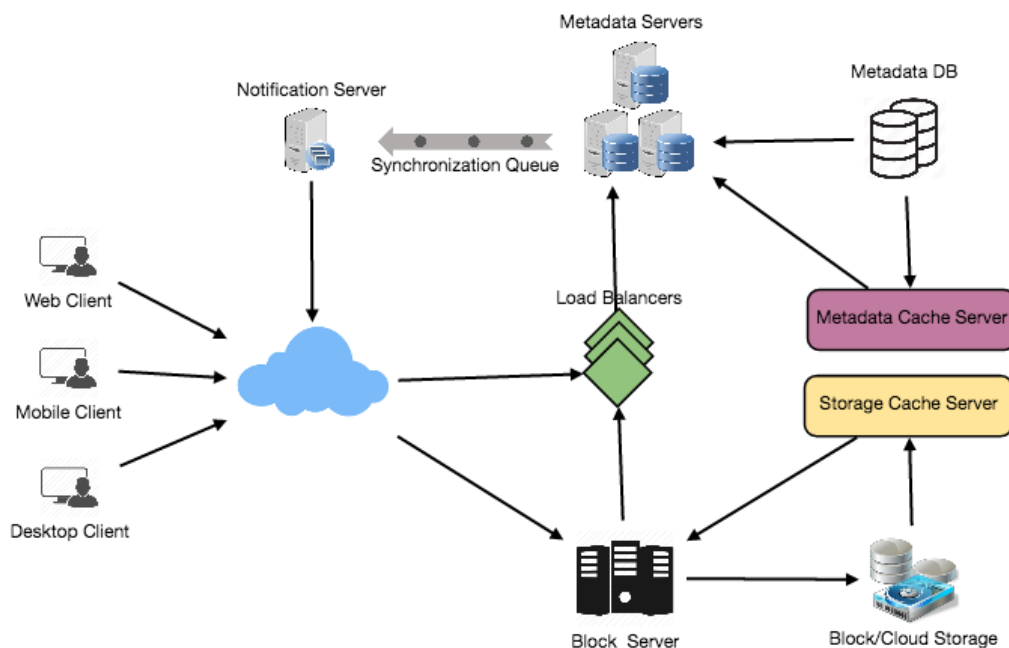 Metadata Servers
Metadata DB
Notification Server
Synchronization Queue
Web Client
Load Balancers
Metadata Cache Server
Mobile Client
Storage Cache Server
Desktop Client
Block Server
Block/Cloud Storage